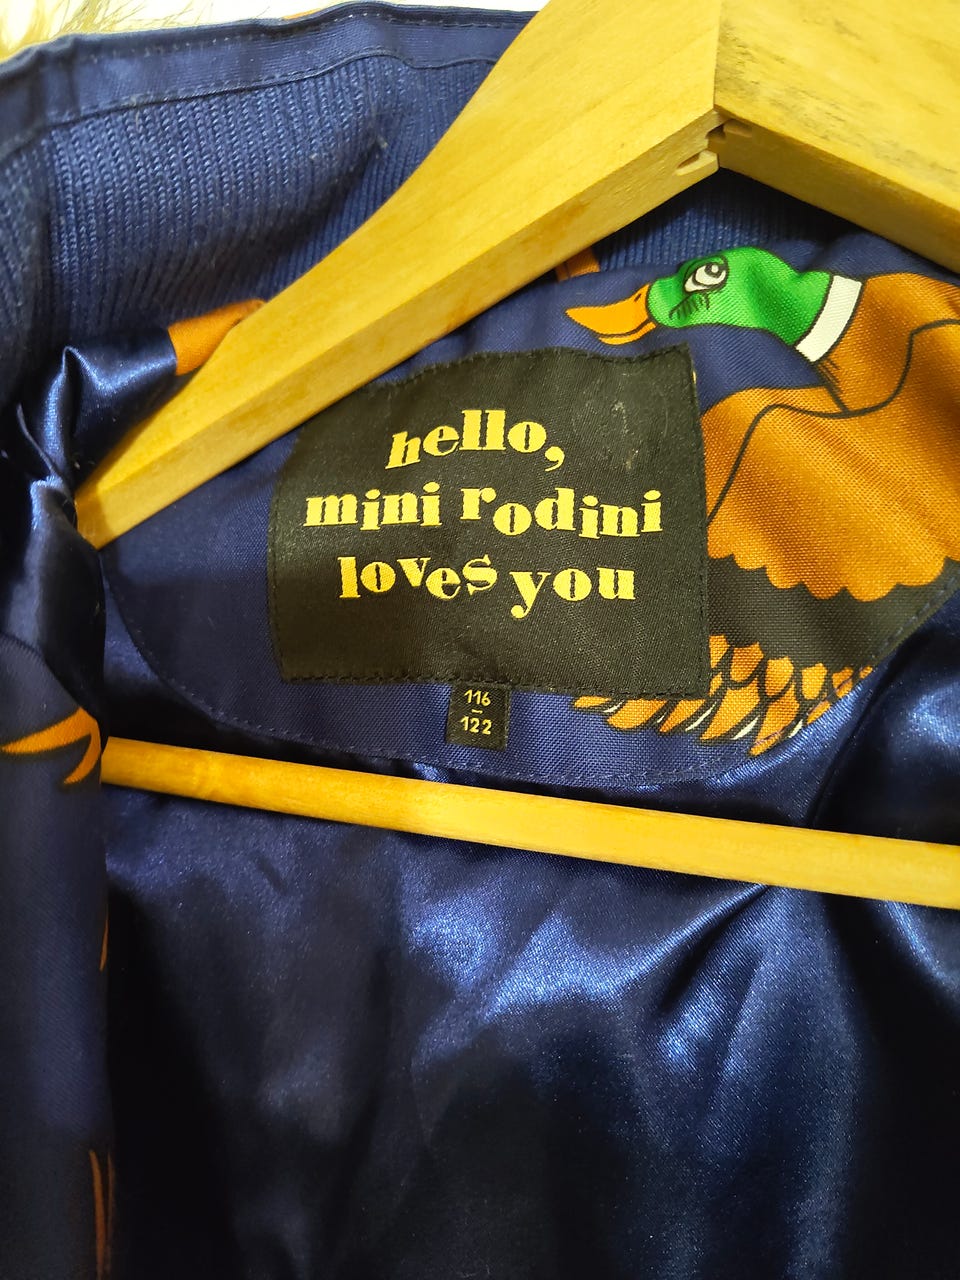 hello,
mini rodini
loves you
116
–
122